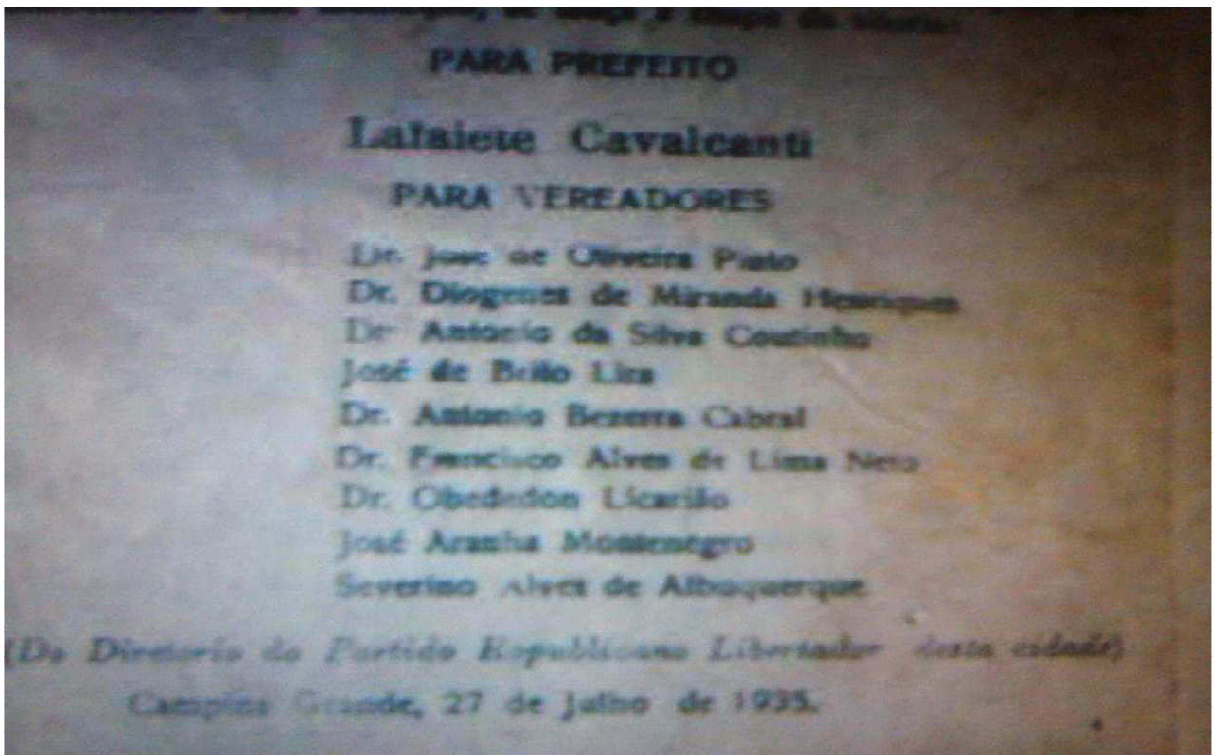 de
PARA PREFEITO
Lafaiete Cavalcanti
PARA VEREADORES
Dr. José de Oliveira Pinto
Dr. Diogenes de Miranda Henriques
Dr Antonio da Silva Coutinho
José de Brito Lira
Dr. Antonio Bezerra Cabral
Dr. Francisco Alves de Lima Neto
Dr. Obededon Licarião
José Aranha Montenegro
Severino Alves de Albuquerque
(Do Diretorio do Partido Republicano Libertador desta cidade)
Campina Grande, 27 de Julho de 1935.